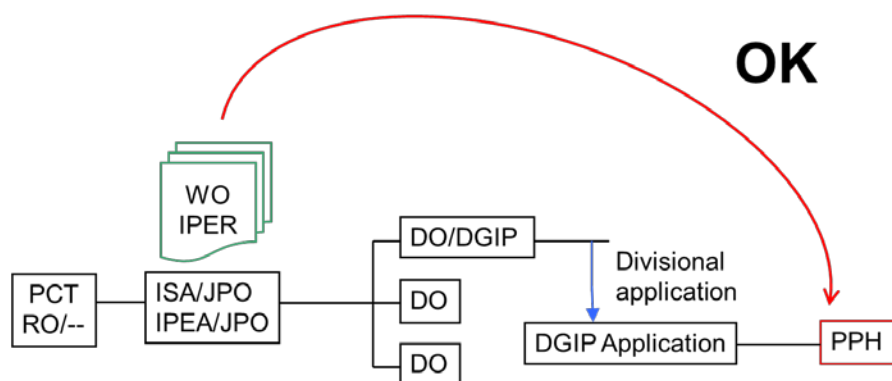 OK
WO
IPER
PCT
RO/--
ISA/JPO
IPEA/JPO
DO/DGIP
DO
DO
Divisional
application
DGIP Application
PPH